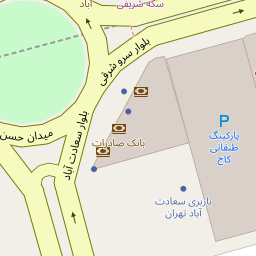 سکه شریفی
آباد
بلوار سرو شرقی
بلوار سعادت آباد
میدان حسن
بانک صادرات
P
پارکینگ
طبقاتی
کاج
باربری سعادت
آباد تهران